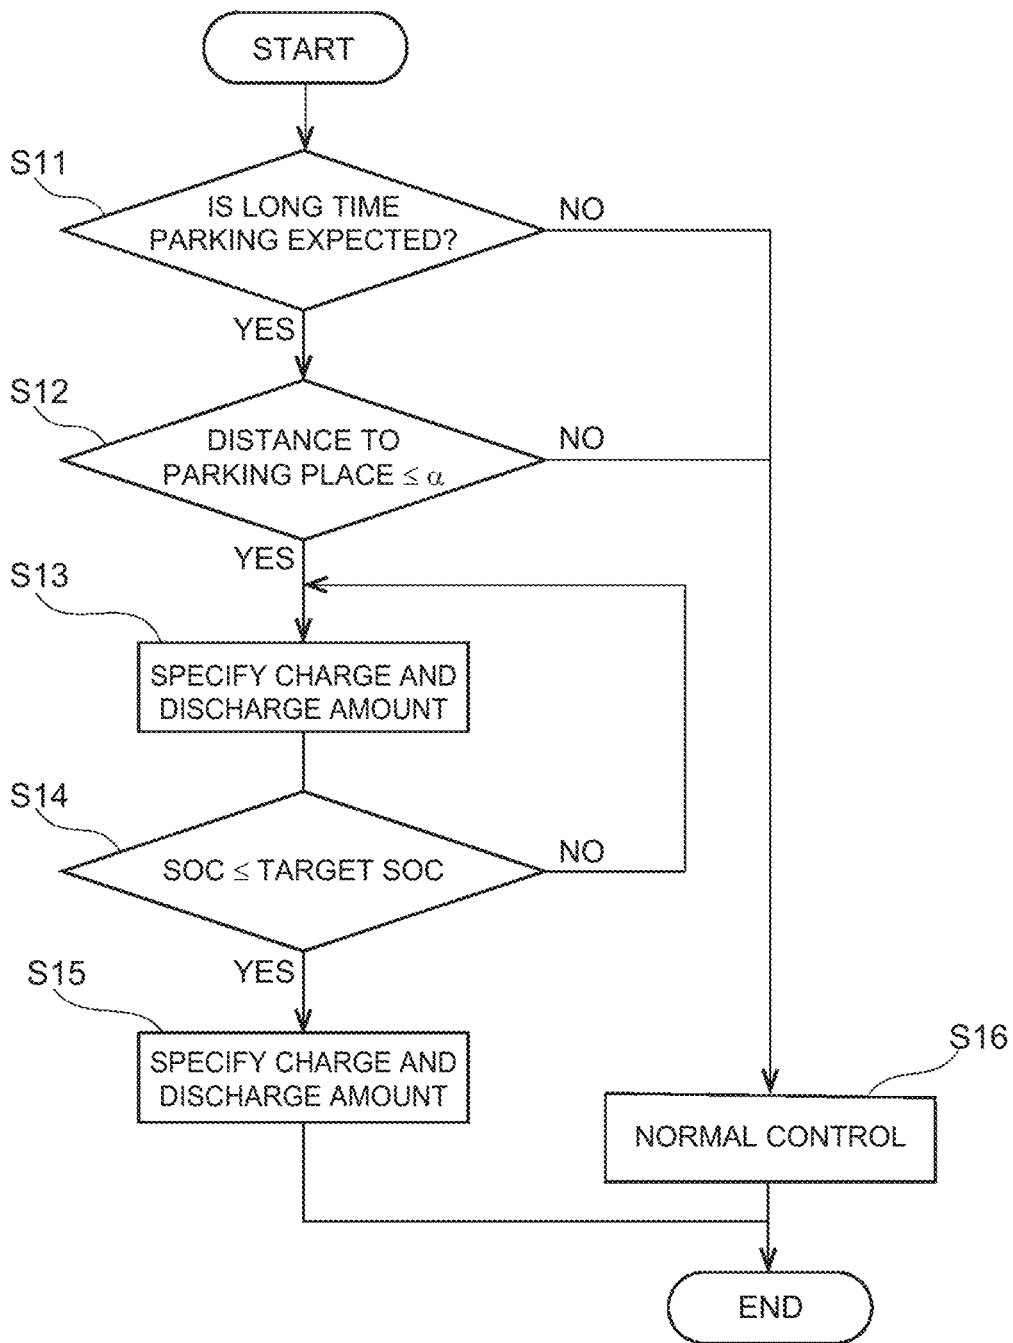 START
S11
IS LONG TIME
PARKING EXPECTED?
NO
YES
S12
DISTANCE TO
PARKING PLACE ≤ α
NO
YES
S13
SPECIFY CHARGE AND
DISCHARGE AMOUNT
S14
SOC ≤ TARGET SOC
NO
YES
S15
SPECIFY CHARGE AND
DISCHARGE AMOUNT
S16
NORMAL CONTROL
END